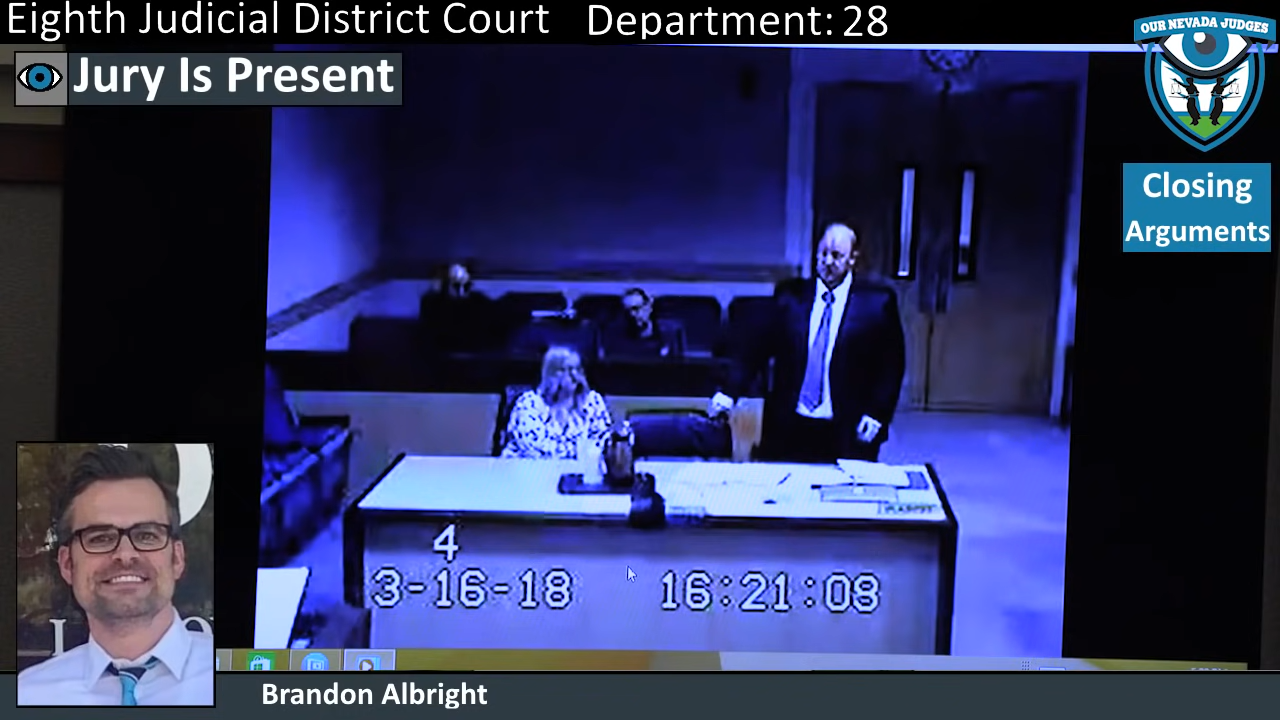 Eighth Judicial District Court Department: 28
OUR NEVADA JUDGES
Jury Is Present
Closing
Arguments
4
3-16-18 16:21:09
Brandon Albright